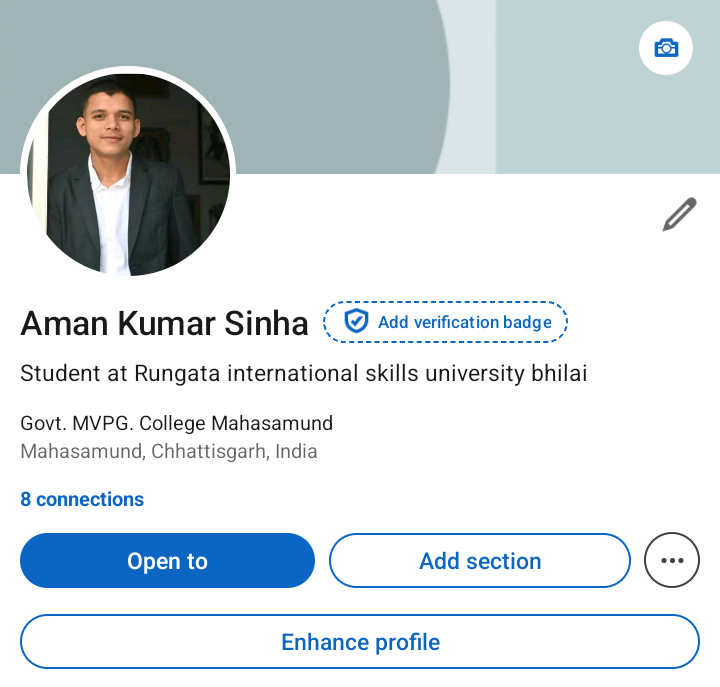 Aman Kumar Sinha
Add verification badge
Student at Rungata international skills university bhilai
Govt. MVPG. College Mahasamund
Mahasamund, Chhattisgarh, India
8 connections
Open to
Add section
Enhance profile